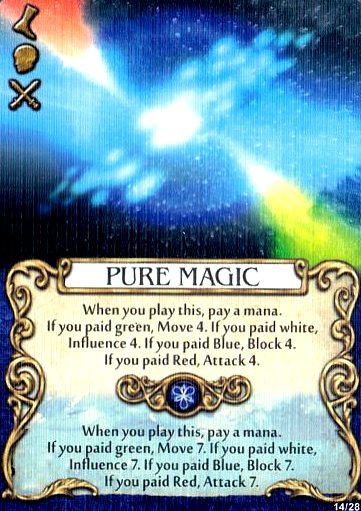 PURE MAGIC
When you play this, pay a mana.
If you paid green, Move 4. If you paid white,
Influence 4. If you paid Blue, Block 4.
If you paid Red, Attack 4.
When you play this, pay a mana.
If you paid green, Move 7. If you paid white,
Influence 7. If you paid Blue, Block 7.
If you paid Red, Attack 7.
14/28